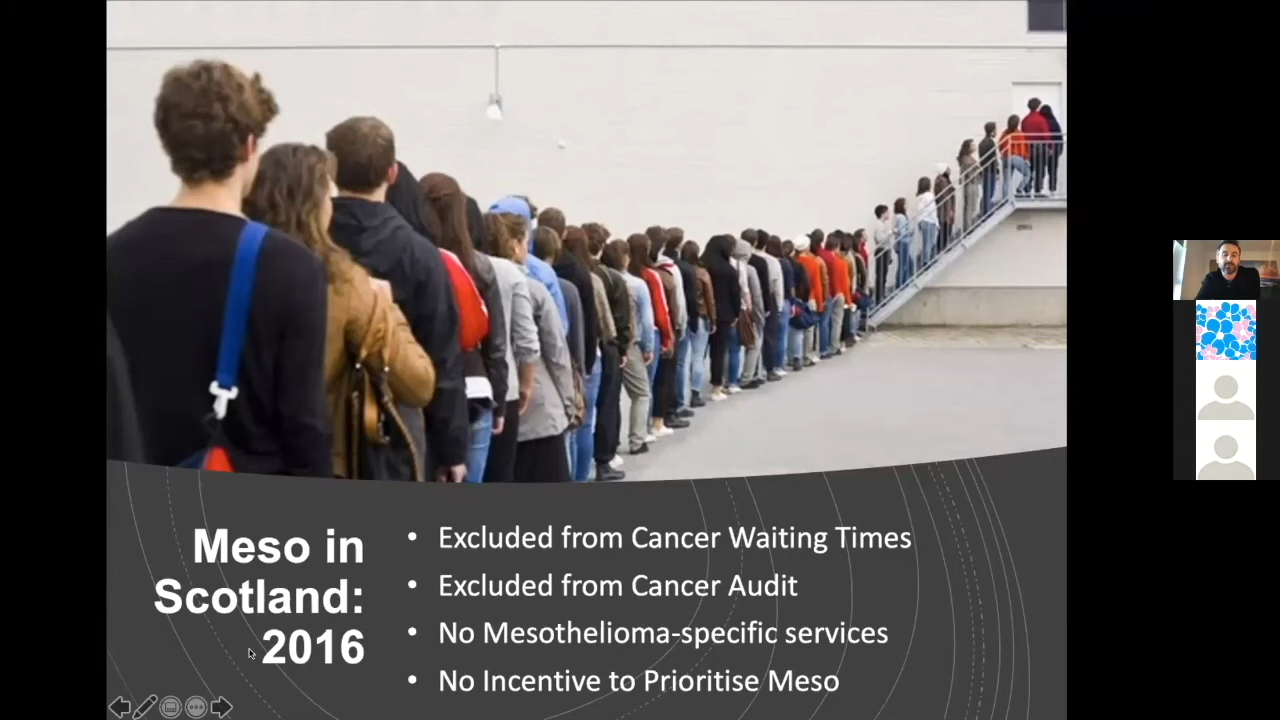 Meso in
Scotland:
2016
• Excluded from Cancer Waiting Times
• Excluded from Cancer Audit
• No Mesothelioma-specific services
• No Incentive to Prioritise Meso